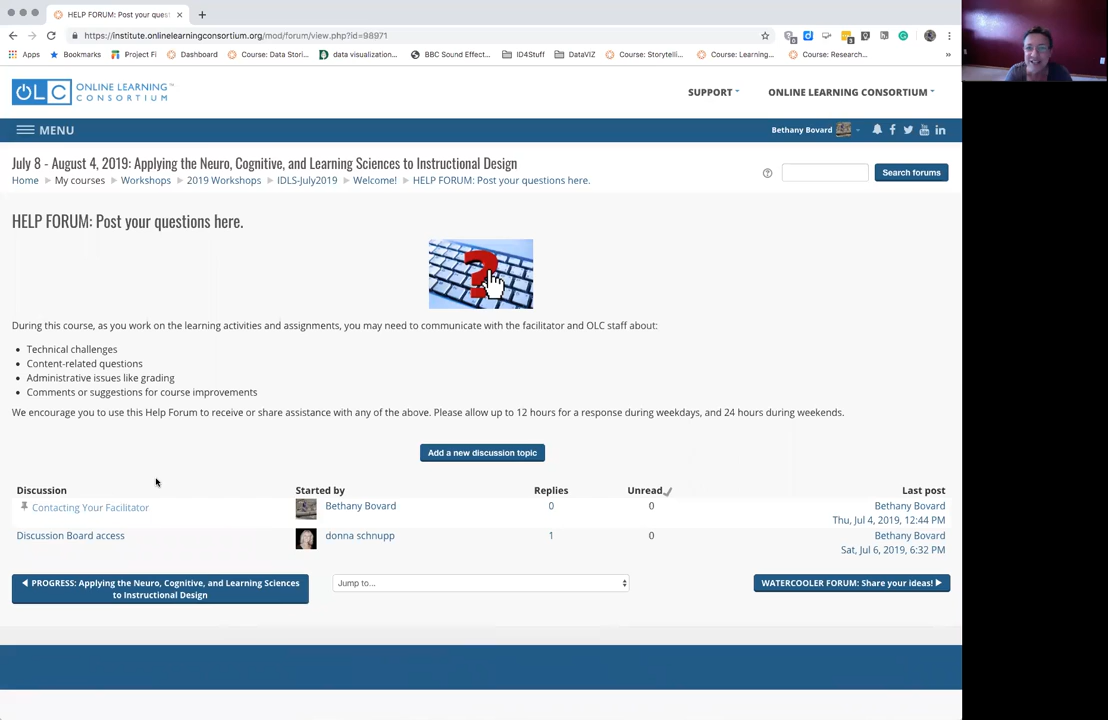 HELP FORUM: Post your quest
https://institute.onlinelearningconsortium.org/mod/forum/view.php?id=98971
Apps Bookmarks Project Fi Dashboard Course: Data Stori... data visualization... BBC Sound Effect... ID4Stuff DataVIZ Course: Storytelli... Course: Learning... Course: Research... »
OLC ONLINE LEARNING CONSORTIUM™
SUPPORT ONLINE LEARNING CONSORTIUM
MENU
Bethany Bovard
July 8 - August 4, 2019: Applying the Neuro, Cognitive, and Learning Sciences to Instructional Design
Home My courses Workshops 2019 Workshops IDLS-July2019 Welcome! HELP FORUM: Post your questions here.
Search forums
HELP FORUM: Post your questions here.
?
During this course, as you work on the learning activities and assignments, you may need to communicate with the facilitator and OLC staff about:
• Technical challenges
• Content-related questions
• Administrative issues like grading
• Comments or suggestions for course improvements
We encourage you to use this Help Forum to receive or share assistance with any of the above. Please allow up to 12 hours for a response during weekdays, and 24 hours during weekends.
Add a new discussion topic
Discussion Started by Replies Unread Last post
Contacting Your Facilitator Bethany Bovard 0 0 Bethany Bovard
Thu, Jul 4, 2019, 12:44 PM
Discussion Board access donna schnupp 1 0 Bethany Bovard
Sat, Jul 6, 2019, 6:32 PM
PROGRESS: Applying the Neuro, Cognitive, and Learning Sciences
to Instructional Design
Jump to...
WATERCOOLER FORUM: Share your ideas!